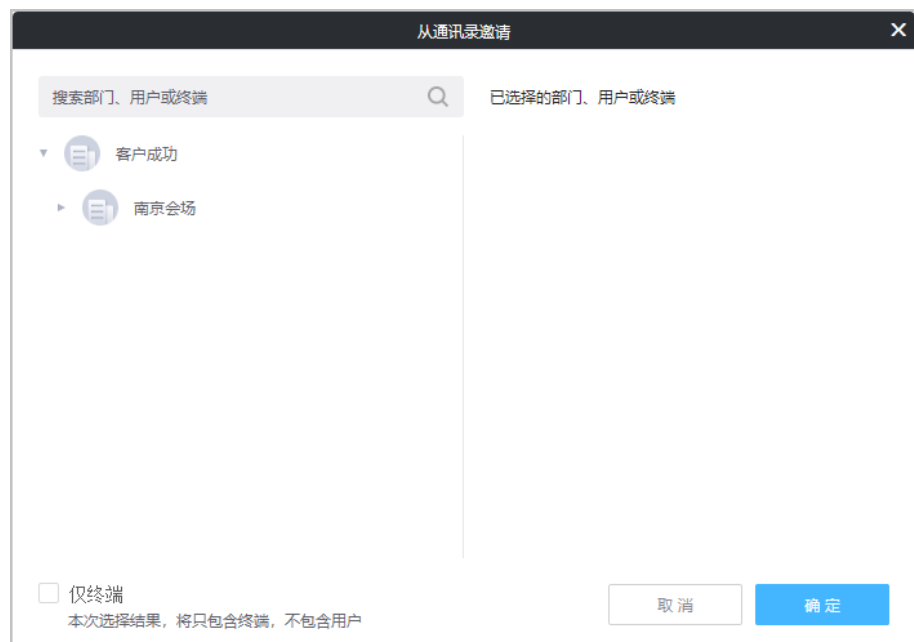 从通讯录邀请
搜索部门、用户或终端
已选择的部门、用户或终端
客户成功
南京会场
仅终端
本次选择结果，将只包含终端，不包含用户
取消
确定